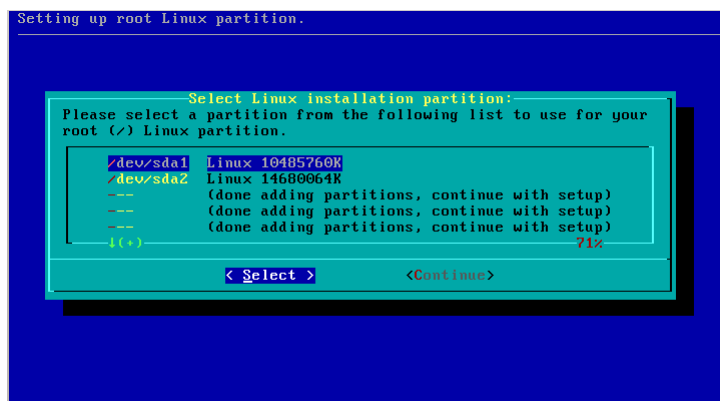 Setting up root Linux partition.
Select Linux installation partition:
Please select a partition from the following list to use for your
root (/) Linux partition.
/dev/sda1 Linux 10485760K
/dev/sda2 Linux 14680064K
--- (done adding partitions, continue with setup)
--- (done adding partitions, continue with setup)
--- (done adding partitions, continue with setup)
↓(+) 71%
< Select > <Continue>